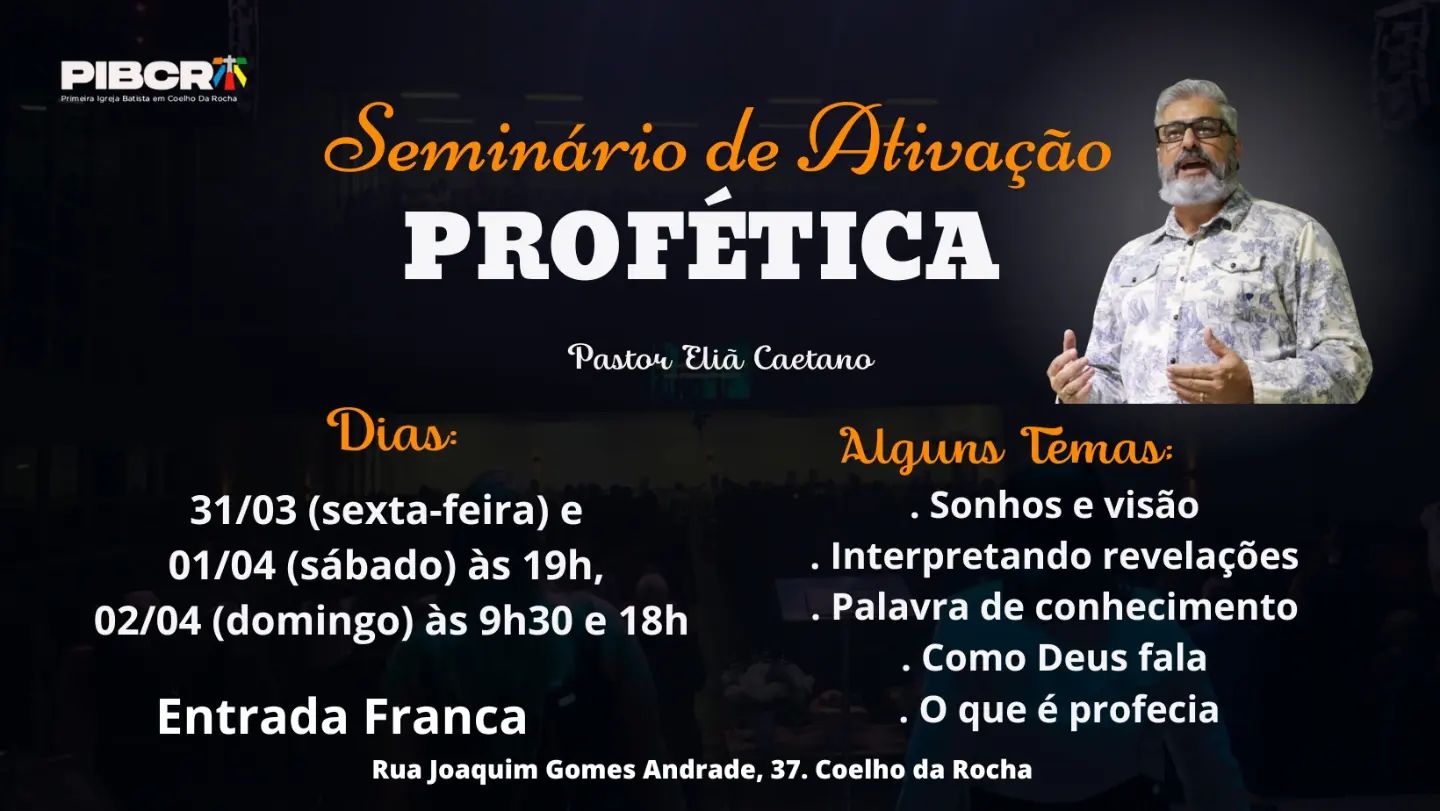 PIBCR
Primeira Igreja Batista em Coelho Da Rocha
Seminário de Ativação
PROFÉTICA
Pastor Eliã Caetano
Dias:
31/03 (sexta-feira) e
01/04 (sábado) às 19h,
02/04 (domingo) às 9h30 e 18h
Entrada Franca
Alguns Temas:
. Sonhos e visão
. Interpretando revelações
. Palavra de conhecimento
. Como Deus fala
. O que é profecia
Rua Joaquim Gomes Andrade, 37. Coelho da Rocha